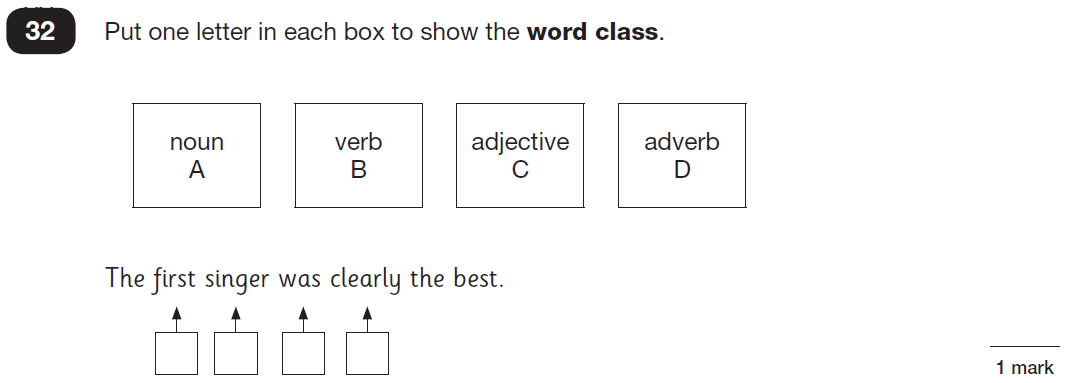 32 Put one letter in each box to show the word class.
noun verb adjective adverb
A B C D
The first singer was clearly the best.
1 mark